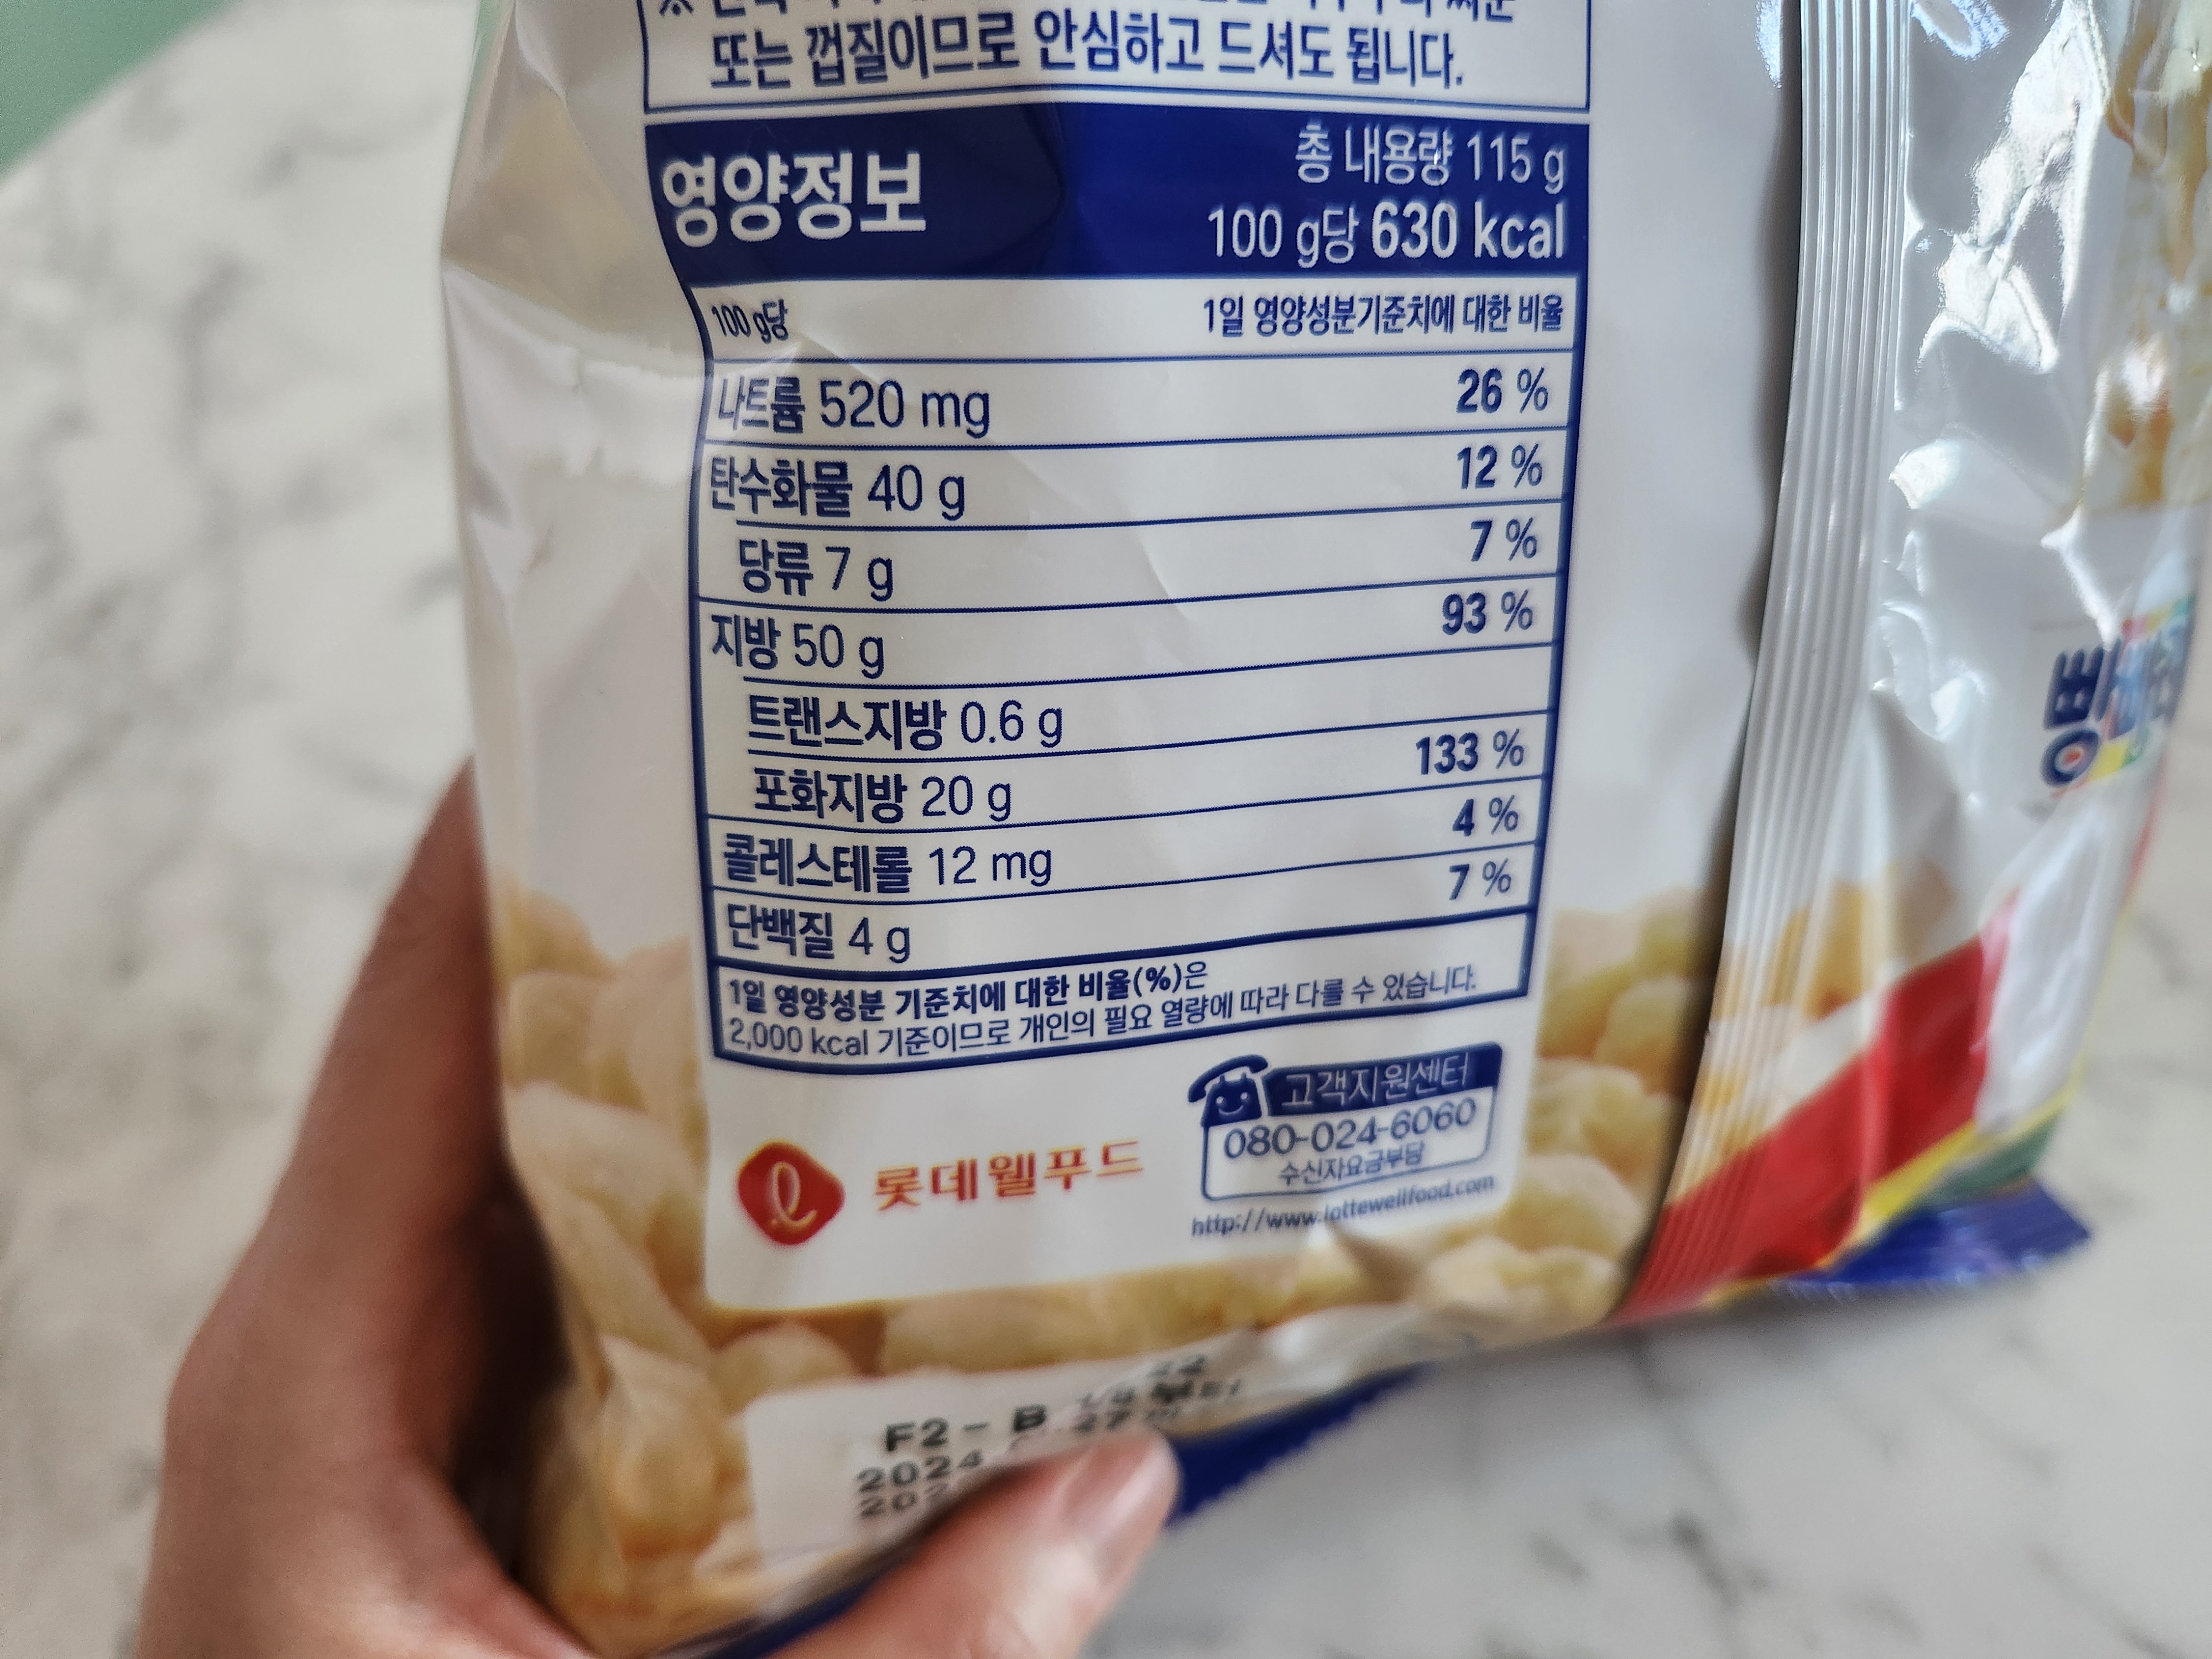 또는 껍질이므로 안심하고 드셔도 됩니다.
영양정보
총 내용량 115 g
100 g당 630 kcal
100 g당 1일 영양성분기준치에 대한 비율
나트륨 520 mg 26 %
탄수화물 40 g 12 %
당류 7 g 7 %
지방 50 g 93 %
트랜스지방 0.6 g
포화지방 20 g 133 %
콜레스테롤 12 mg 4 %
단백질 4 g 7 %
1일 영양성분 기준치에 대한 비율(%)은
2,000 kcal 기준이므로 개인의 필요 열량에 따라 다를 수 있습니다.
고객지원센터
080-024-6060
수신자요금부담
http://www.lottewellfood.com
롯데웰푸드
F2 - B
2024